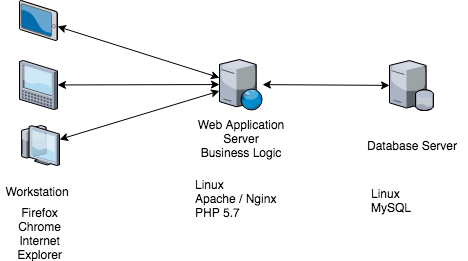 Workstation
Firefox
Chrome
Internet
Explorer
Web Application
Server
Business Logic
Linux
Apache / Nginx
PHP 5.7
Database Server
Linux
MySQL